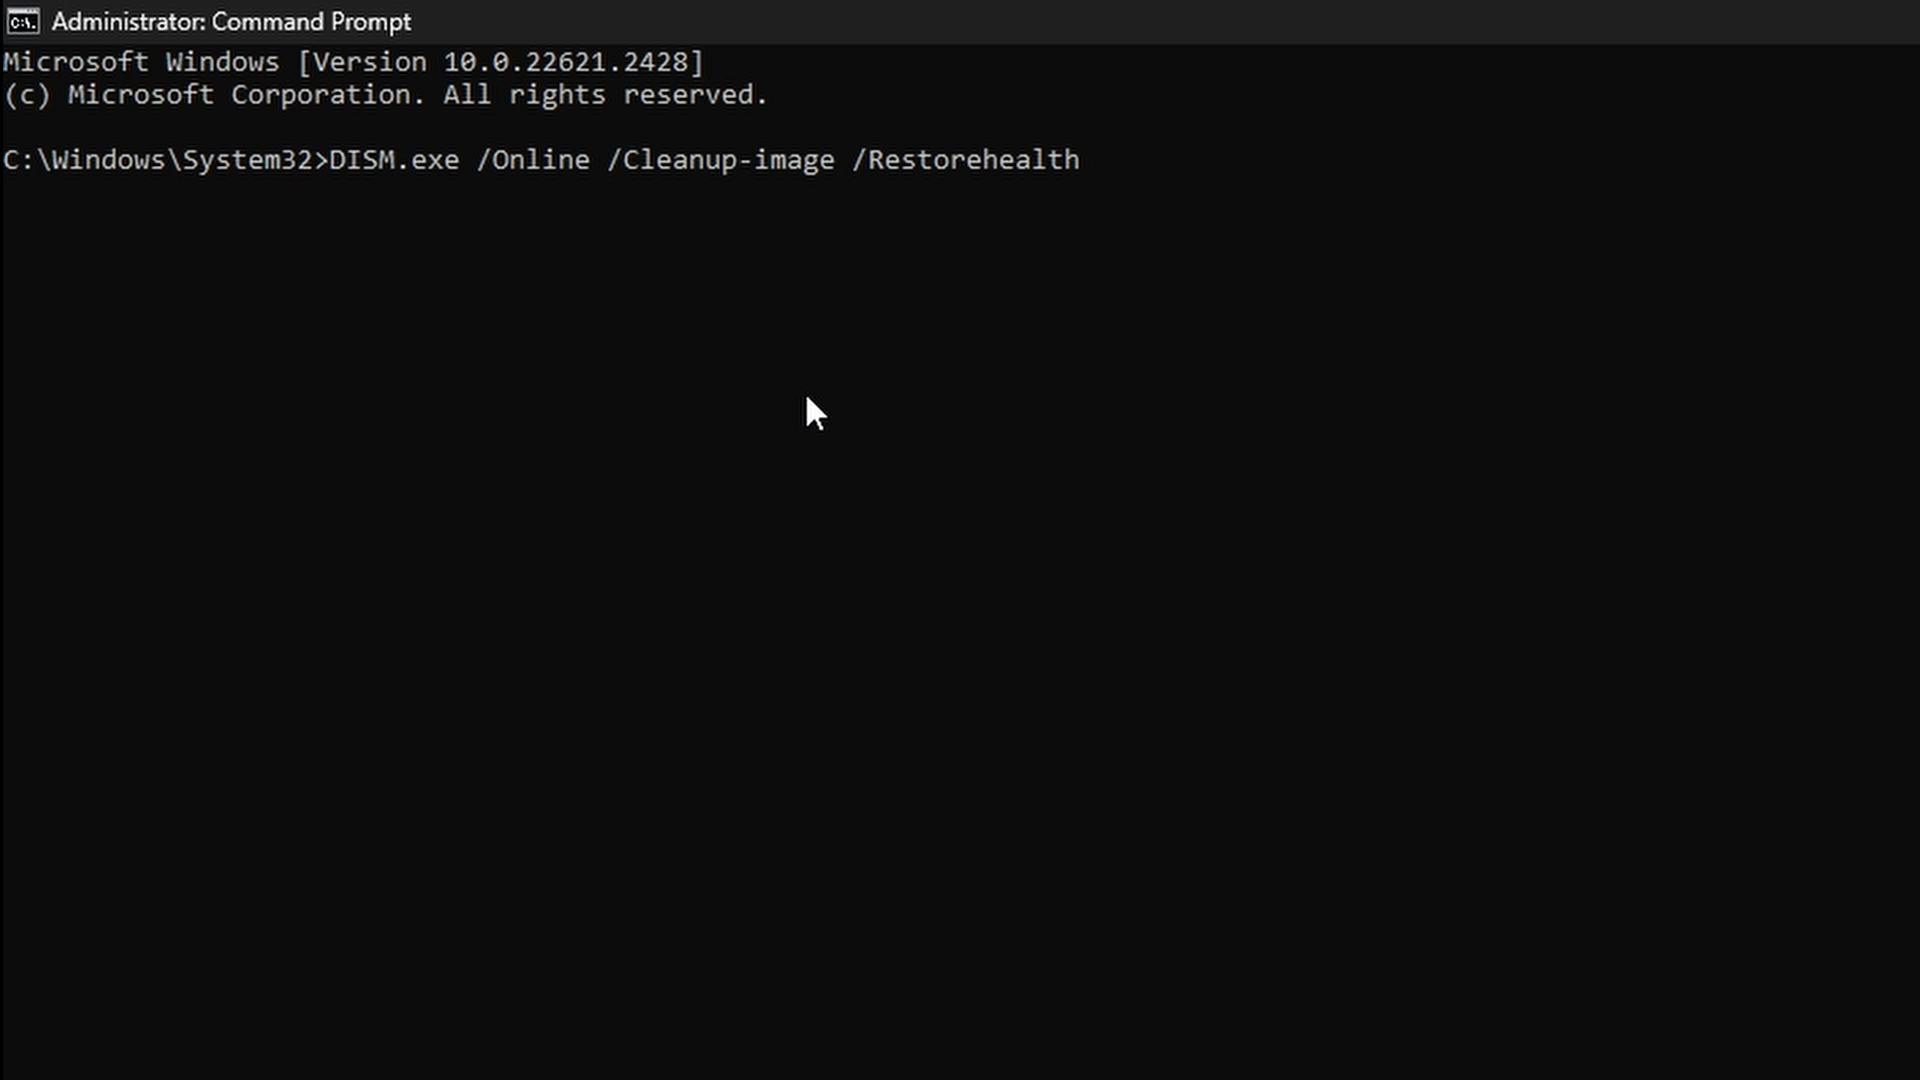 Administrator: Command Prompt
Microsoft Windows [Version 10.0.22621.2428]
(c) Microsoft Corporation. All rights reserved.
C:\Windows\System32>DISM.exe /Online /Cleanup-image /Restorehealth